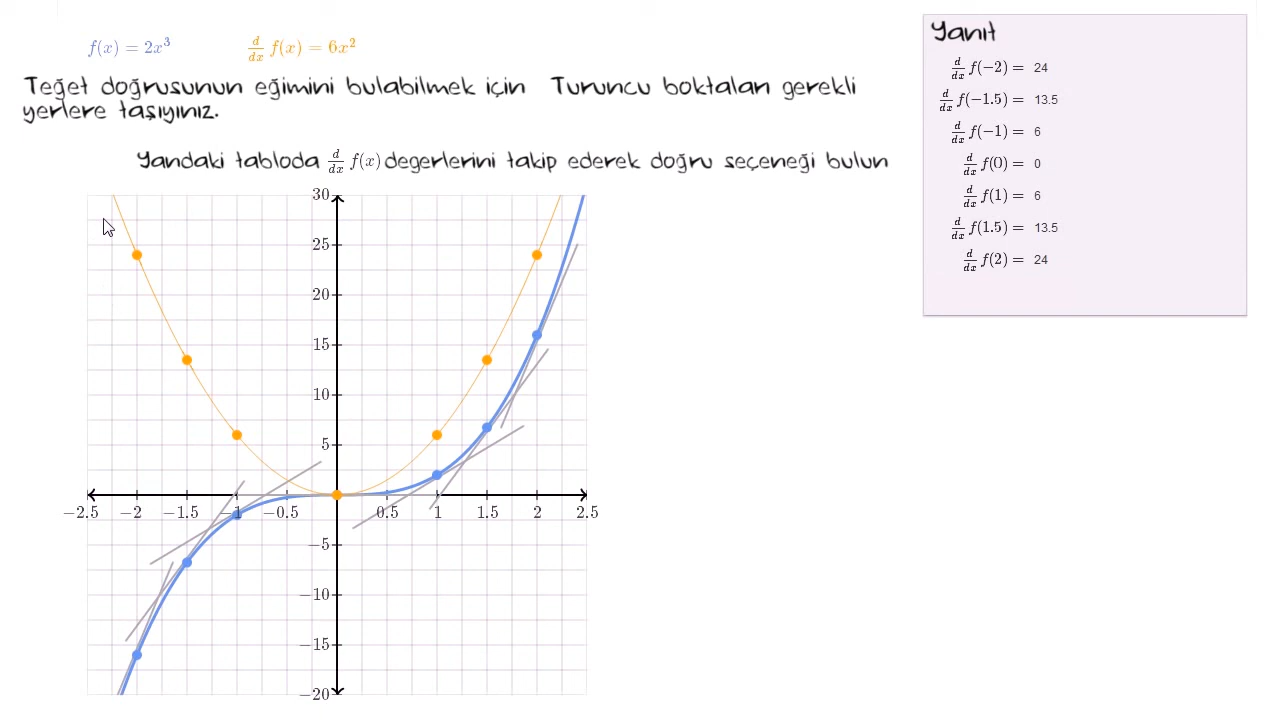 f(x) = 2x³
d/dx f(x) = 6x²
Teğet doğrusunun eğimini bulabilmek için Turuncu boktalan gerekli
yerlere taşıyınız.
Yandaki tabloda d/dx f(x) degerlerini takip ederek doğru seçeneği bulun
30
25
20
15
10
5
−2.5 −2 −1.5 −1 −0.5 0.5 1 1.5 2 2.5
−5
−10
−15
−20
Yanıt
d/dx f(−2) = 24
d/dx f(−1.5) = 13.5
d/dx f(−1) = 6
d/dx f(0) = 0
d/dx f(1) = 6
d/dx f(1.5) = 13.5
d/dx f(2) = 24